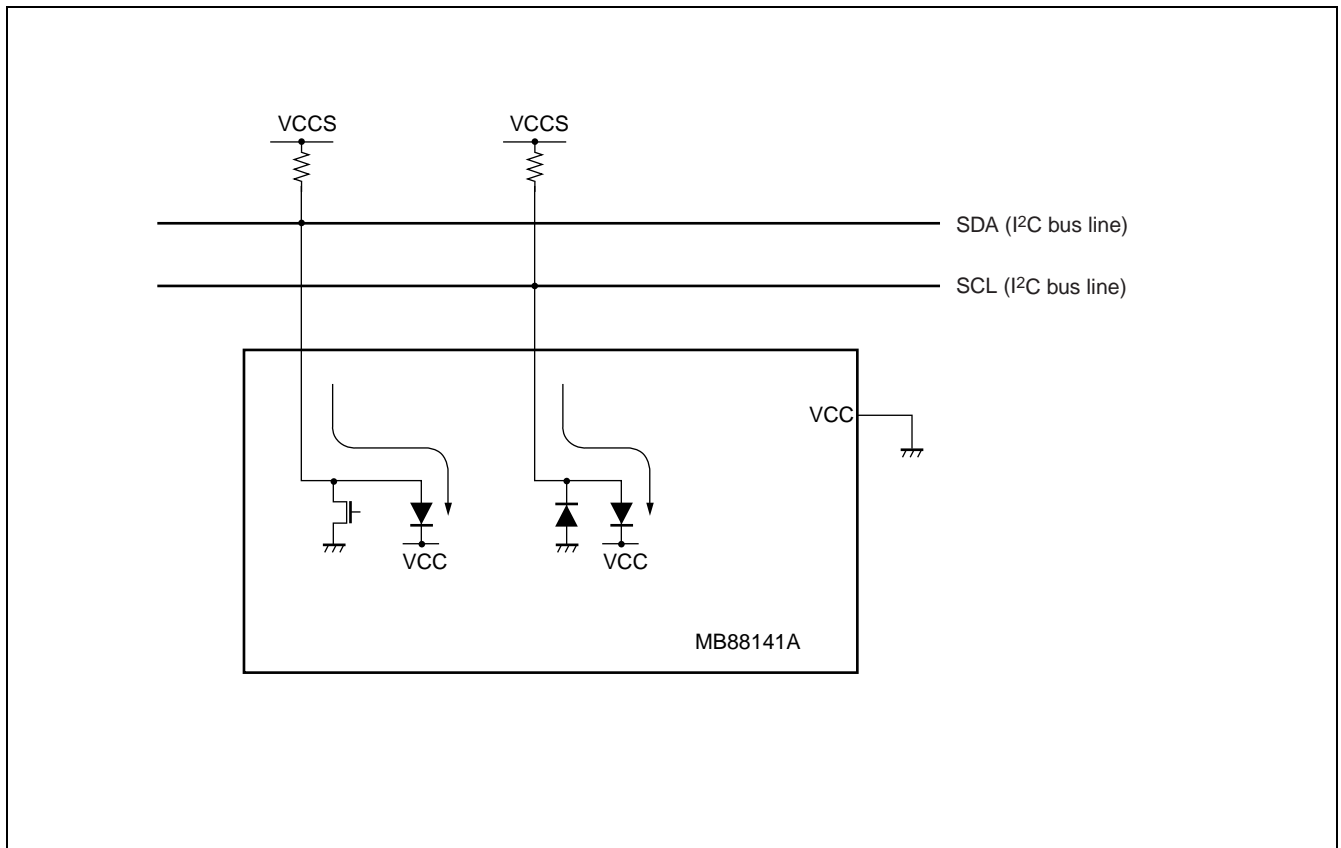 VCCS VCCS
SDA (I²C bus line)
SCL (I²C bus line)
VCC
VCC VCC
MB88141A